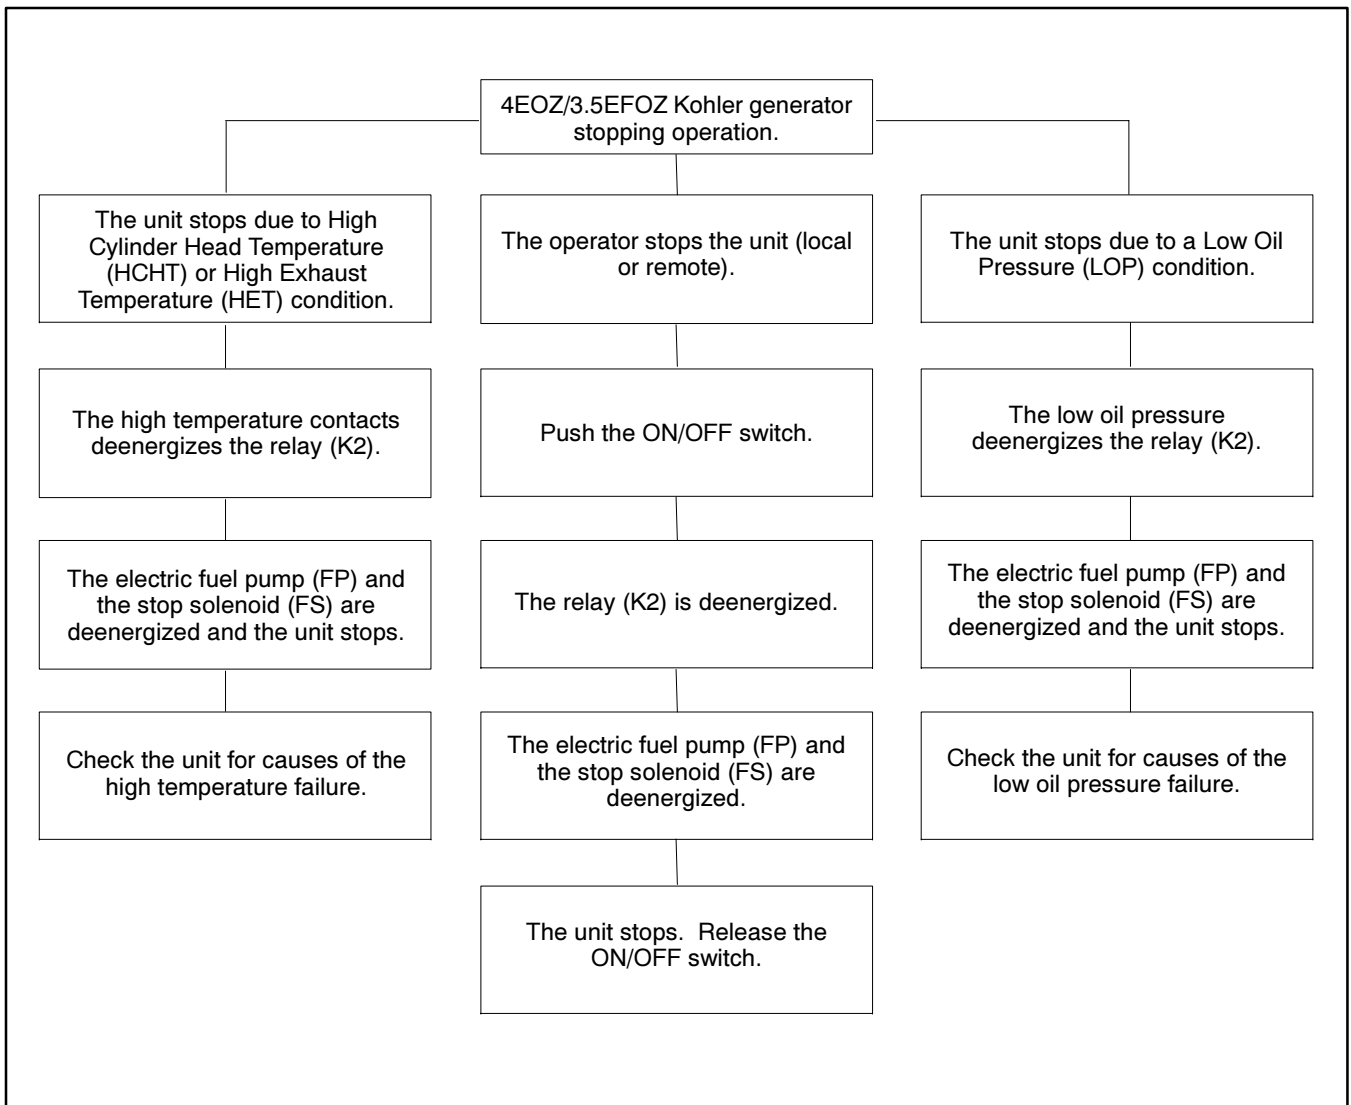 4EOZ/3.5EFOZ Kohler generator
stopping operation.
The unit stops due to High
Cylinder Head Temperature
(HCHT) or High Exhaust
Temperature (HET) condition.
The high temperature contacts
deenergizes the relay (K2).
The electric fuel pump (FP) and
the stop solenoid (FS) are
deenergized and the unit stops.
Check the unit for causes of the
high temperature failure.
The operator stops the unit (local
or remote).
Push the ON/OFF switch.
The relay (K2) is deenergized.
The electric fuel pump (FP) and
the stop solenoid (FS) are
deenergized.
The unit stops.  Release the
ON/OFF switch.
The unit stops due to a Low Oil
Pressure (LOP) condition.
The low oil pressure
deenergizes the relay (K2).
The electric fuel pump (FP) and
the stop solenoid (FS) are
deenergized and the unit stops.
Check the unit for causes of the
low oil pressure failure.